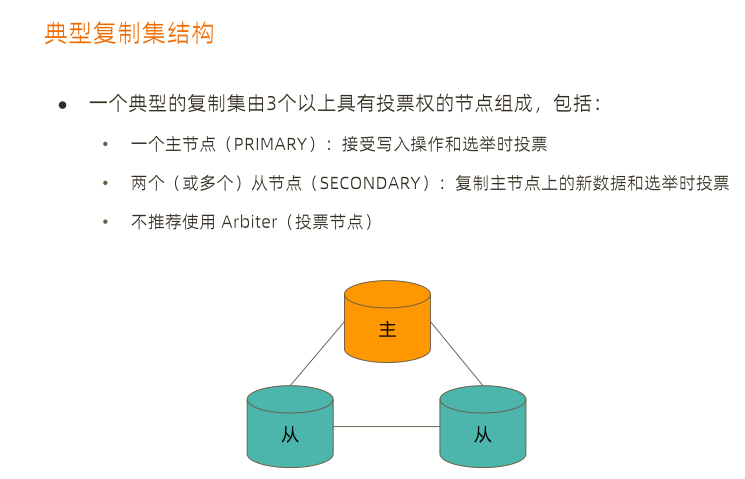 典型复制集结构
● 一个典型的复制集由3个以上具有投票权的节点组成，包括：
• 一个主节点（PRIMARY）：接受写入操作和选举时投票
• 两个（或多个）从节点（SECONDARY）：复制主节点上的新数据和选举时投票
• 不推荐使用 Arbiter（投票节点）
主
从
从